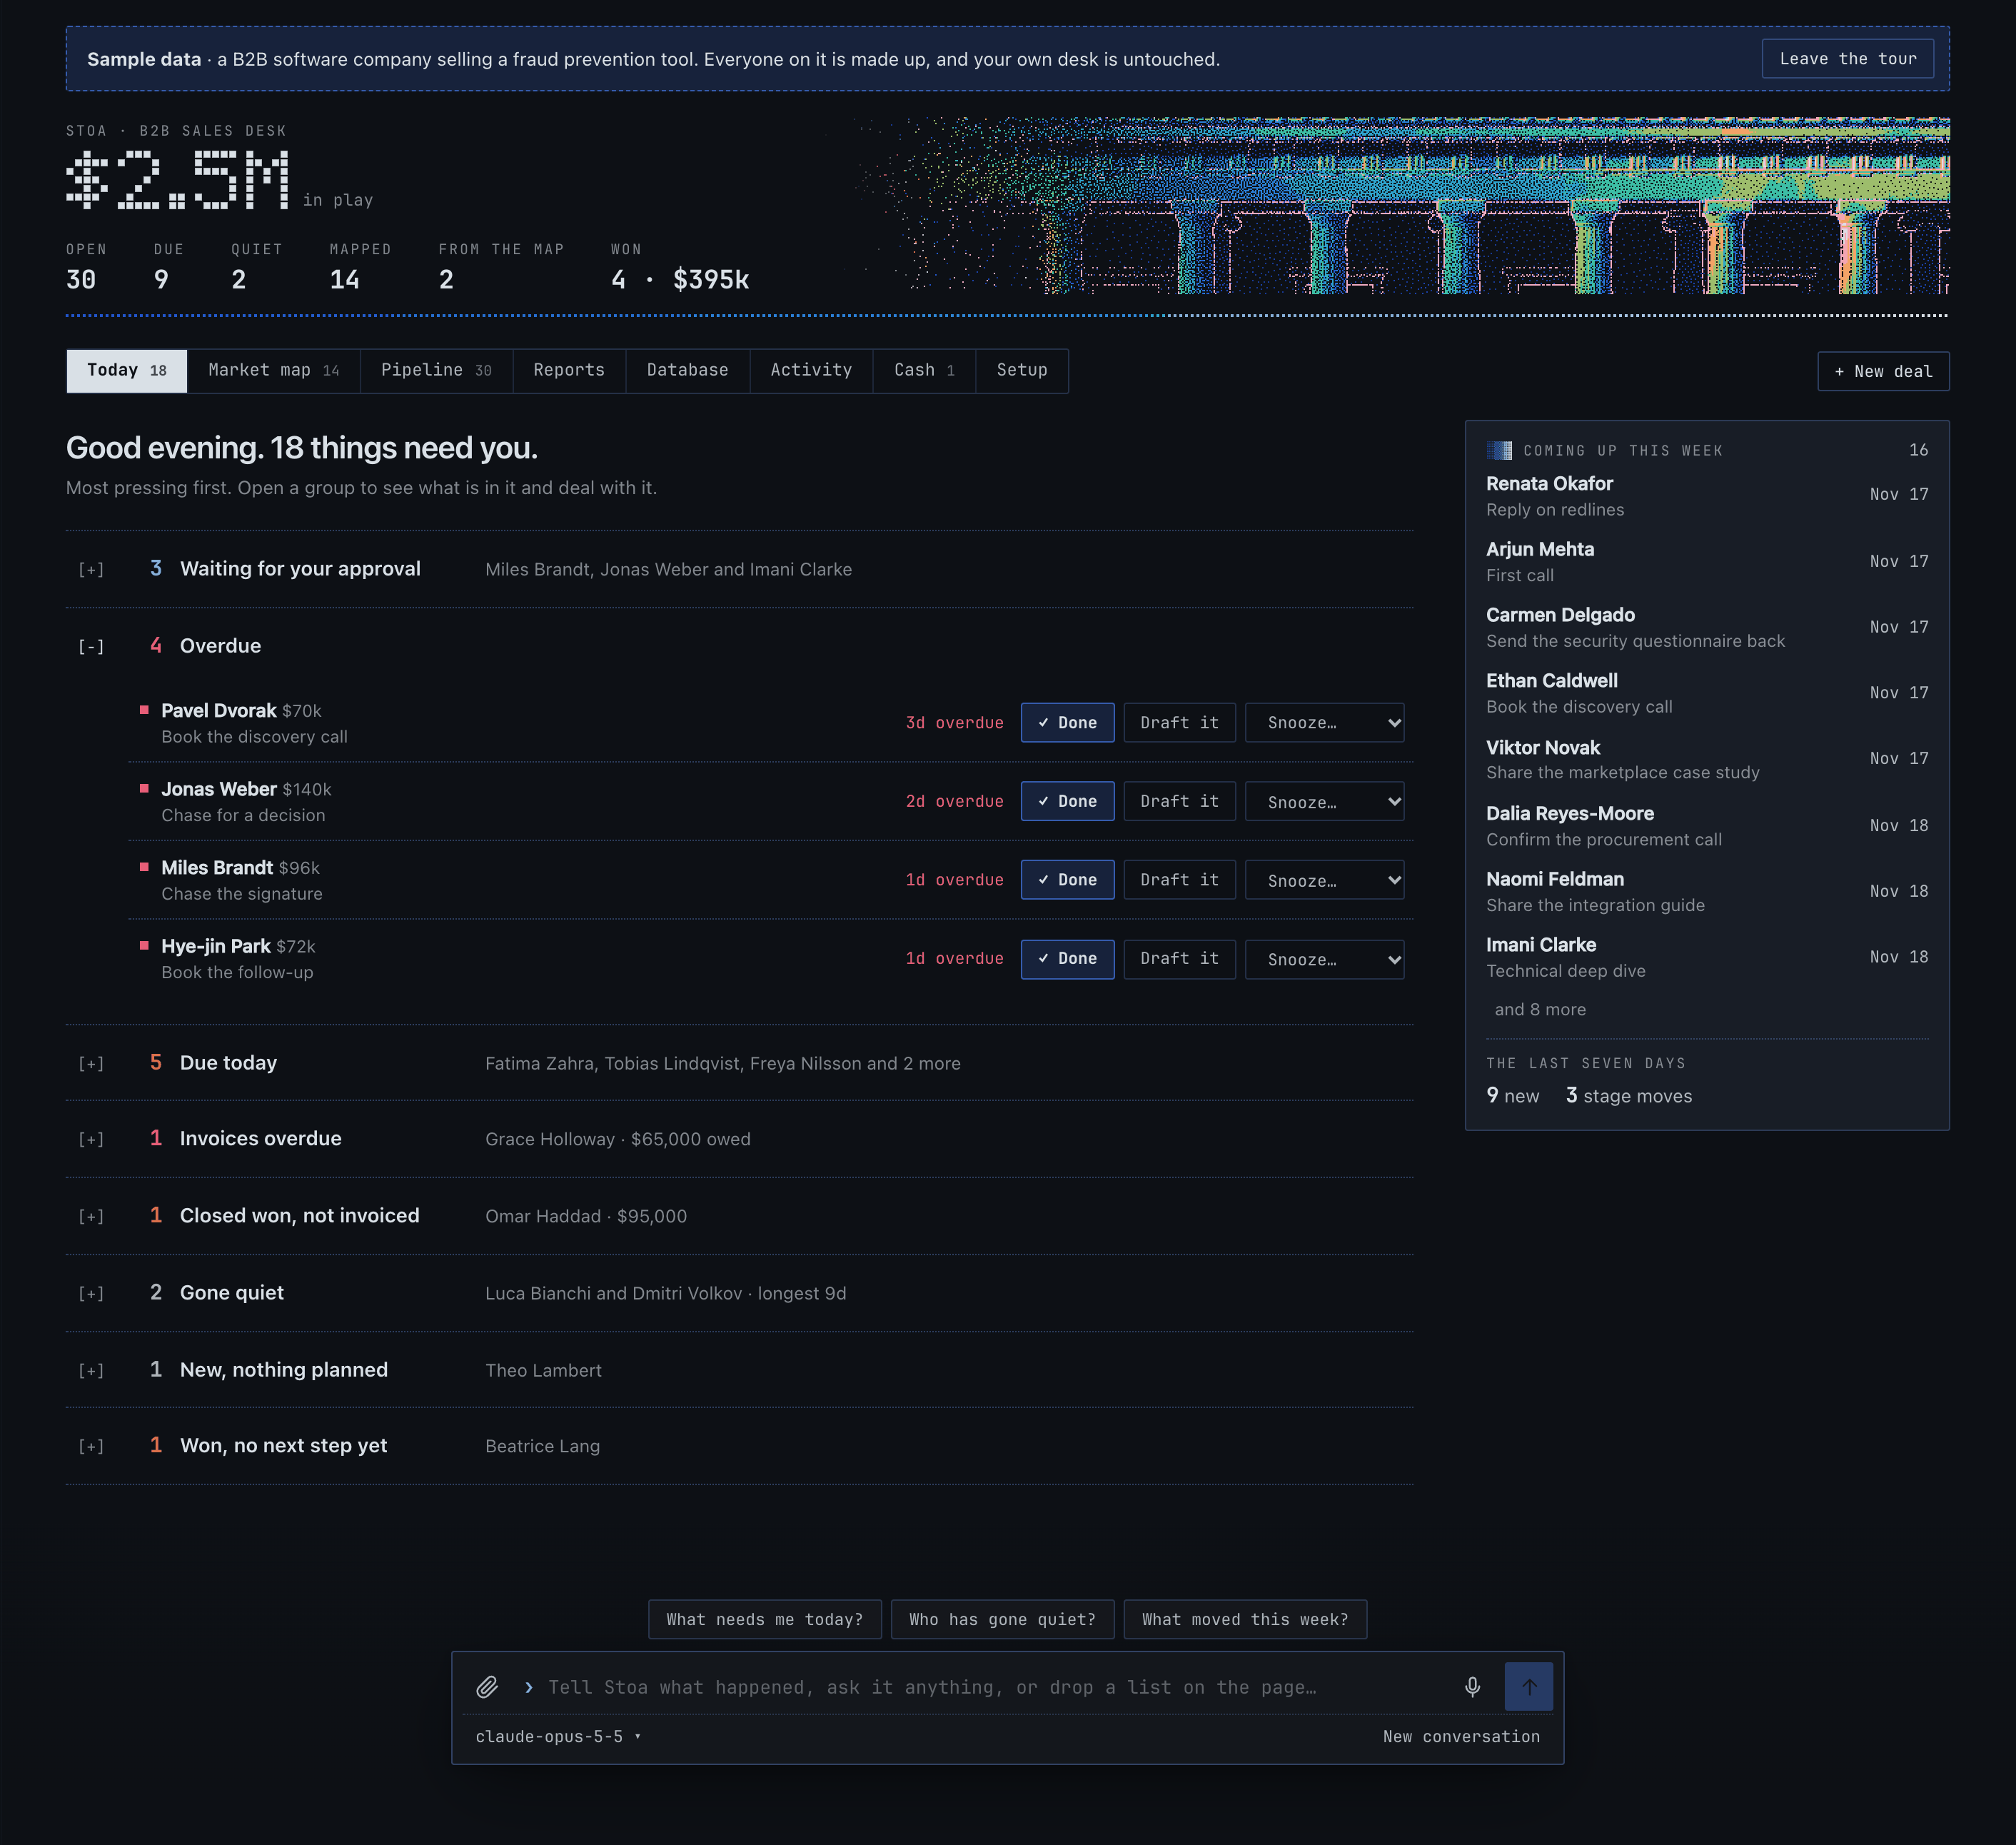 Sample data · a B2B software company selling a fraud prevention tool. Everyone on it is made up, and your own desk is untouched.
Leave the tour
STOA · B2B SALES DESK
$2.5M in play
OPEN DUE QUIET MAPPED FROM THE MAP WON
30 9 2 14 2 4 · $395k
Today 18 Market map 14 Pipeline 30 Reports Database Activity Cash 1 Setup
+ New deal
Good evening. 18 things need you.
Most pressing first. Open a group to see what is in it and deal with it.
[+] 3 Waiting for your approval Miles Brandt, Jonas Weber and Imani Clarke
[-] 4 Overdue
Pavel Dvorak $70k
Book the discovery call
3d overdue ✓ Done Draft it Snooze…
Jonas Weber $140k
Chase for a decision
2d overdue ✓ Done Draft it Snooze…
Miles Brandt $96k
Chase the signature
1d overdue ✓ Done Draft it Snooze…
Hye-jin Park $72k
Book the follow-up
1d overdue ✓ Done Draft it Snooze…
[+] 5 Due today Fatima Zahra, Tobias Lindqvist, Freya Nilsson and 2 more
[+] 1 Invoices overdue Grace Holloway · $65,000 owed
[+] 1 Closed won, not invoiced Omar Haddad · $95,000
[+] 2 Gone quiet Luca Bianchi and Dmitri Volkov · longest 9d
[+] 1 New, nothing planned Theo Lambert
[+] 1 Won, no next step yet Beatrice Lang
COMING UP THIS WEEK 16
Renata Okafor
Reply on redlines
Nov 17
Arjun Mehta
First call
Nov 17
Carmen Delgado
Send the security questionnaire back
Nov 17
Ethan Caldwell
Book the discovery call
Nov 17
Viktor Novak
Share the marketplace case study
Nov 17
Dalia Reyes-Moore
Confirm the procurement call
Nov 18
Naomi Feldman
Share the integration guide
Nov 18
Imani Clarke
Technical deep dive
Nov 18
and 8 more
THE LAST SEVEN DAYS
9 new 3 stage moves
What needs me today? Who has gone quiet? What moved this week?
› Tell Stoa what happened, ask it anything, or drop a list on the page…
claude-opus-5-5 ▾
New conversation